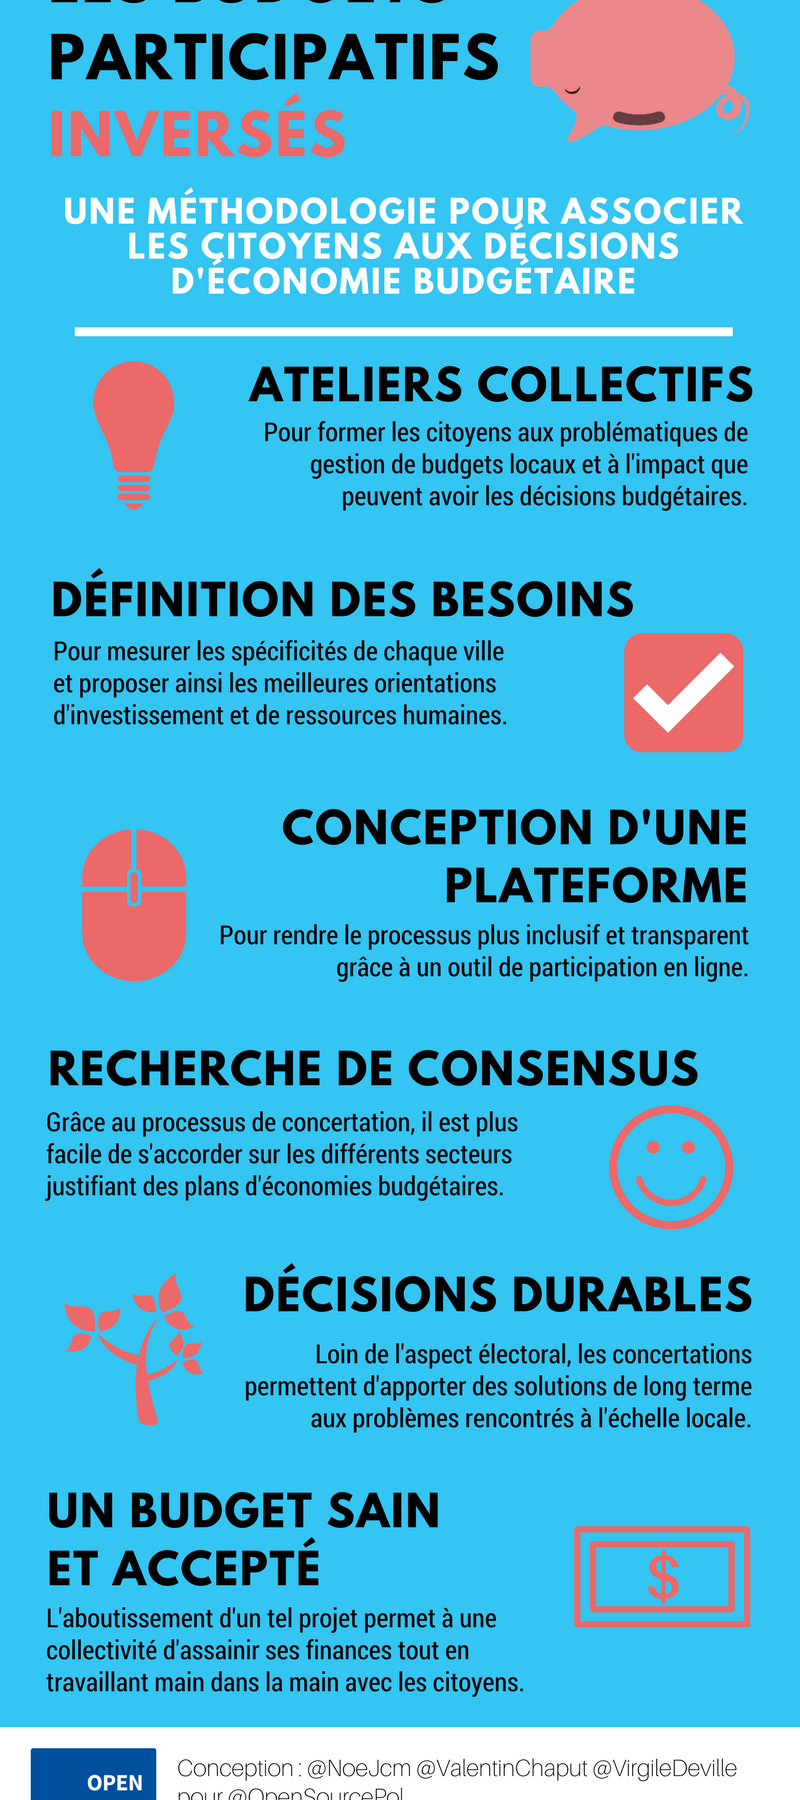 LES BUDGETS
PARTICIPATIFS
INVERSÉS
UNE MÉTHODOLOGIE POUR ASSOCIER
LES CITOYENS AUX DÉCISIONS
D'ÉCONOMIE BUDGÉTAIRE
ATELIERS COLLECTIFS
Pour former les citoyens aux problématiques de
gestion de budgets locaux et à l'impact que
peuvent avoir les décisions budgétaires.
DÉFINITION DES BESOINS
Pour mesurer les spécificités de chaque ville
et proposer ainsi les meilleures orientations
d'investissement et de ressources humaines.
CONCEPTION D'UNE
PLATEFORME
Pour rendre le processus plus inclusif et transparent
grâce à un outil de participation en ligne.
RECHERCHE DE CONSENSUS
Grâce au processus de concertation, il est plus
facile de s'accorder sur les différents secteurs
justifiant des plans d'économies budgétaires.
DÉCISIONS DURABLES
Loin de l'aspect électoral, les concertations
permettent d'apporter des solutions de long terme
aux problèmes rencontrés à l'échelle locale.
UN BUDGET SAIN
ET ACCEPTÉ
L'aboutissement d'un tel projet permet à une
collectivité d'assainir ses finances tout en
travaillant main dans la main avec les citoyens.
$
OPEN
Conception : @NoeJcm @ValentinChaput @VirgileDeville
pour @OpenSourcePol